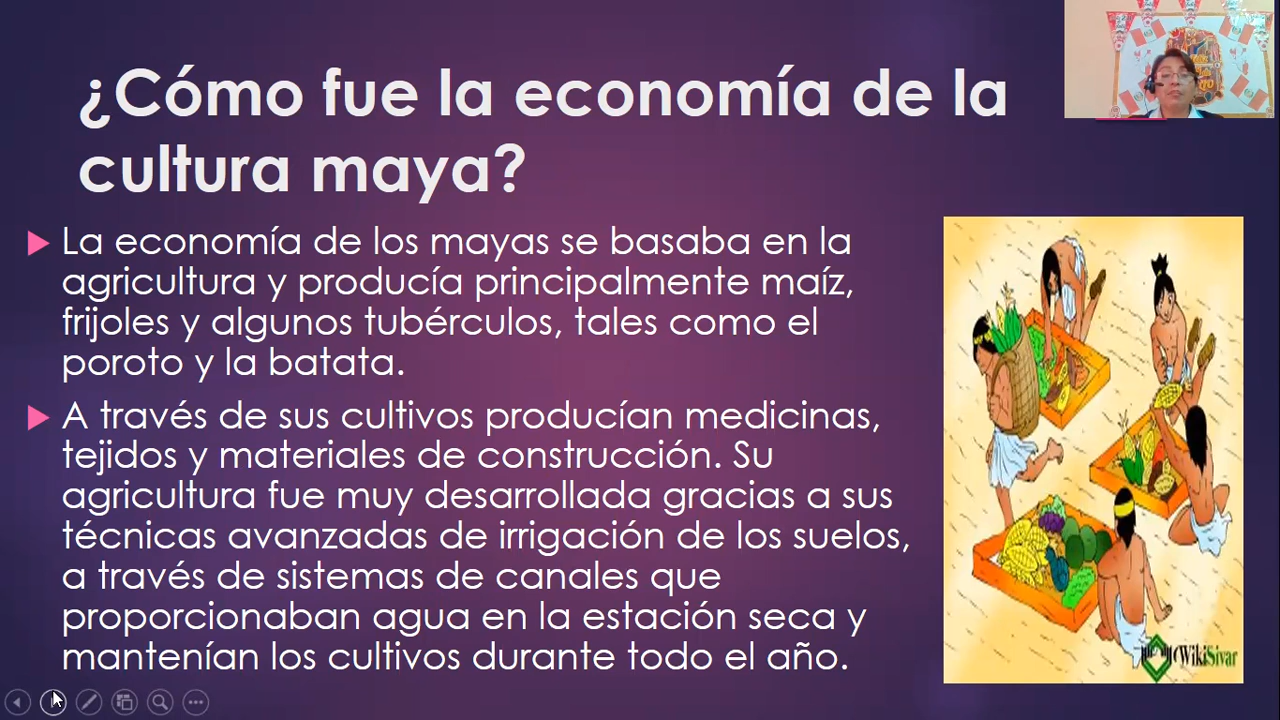 ¿Cómo fue la economía de la
cultura maya?
La economía de los mayas se basaba en la
agricultura y producía principalmente maíz,
frijoles y algunos tubérculos, tales como el
poroto y la batata.
A través de sus cultivos producían medicinas,
tejidos y materiales de construcción. Su
agricultura fue muy desarrollada gracias a sus
técnicas avanzadas de irrigación de los suelos,
a través de sistemas de canales que
proporcionaban agua en la estación seca y
mantenían los cultivos durante todo el año.
WikiSivar